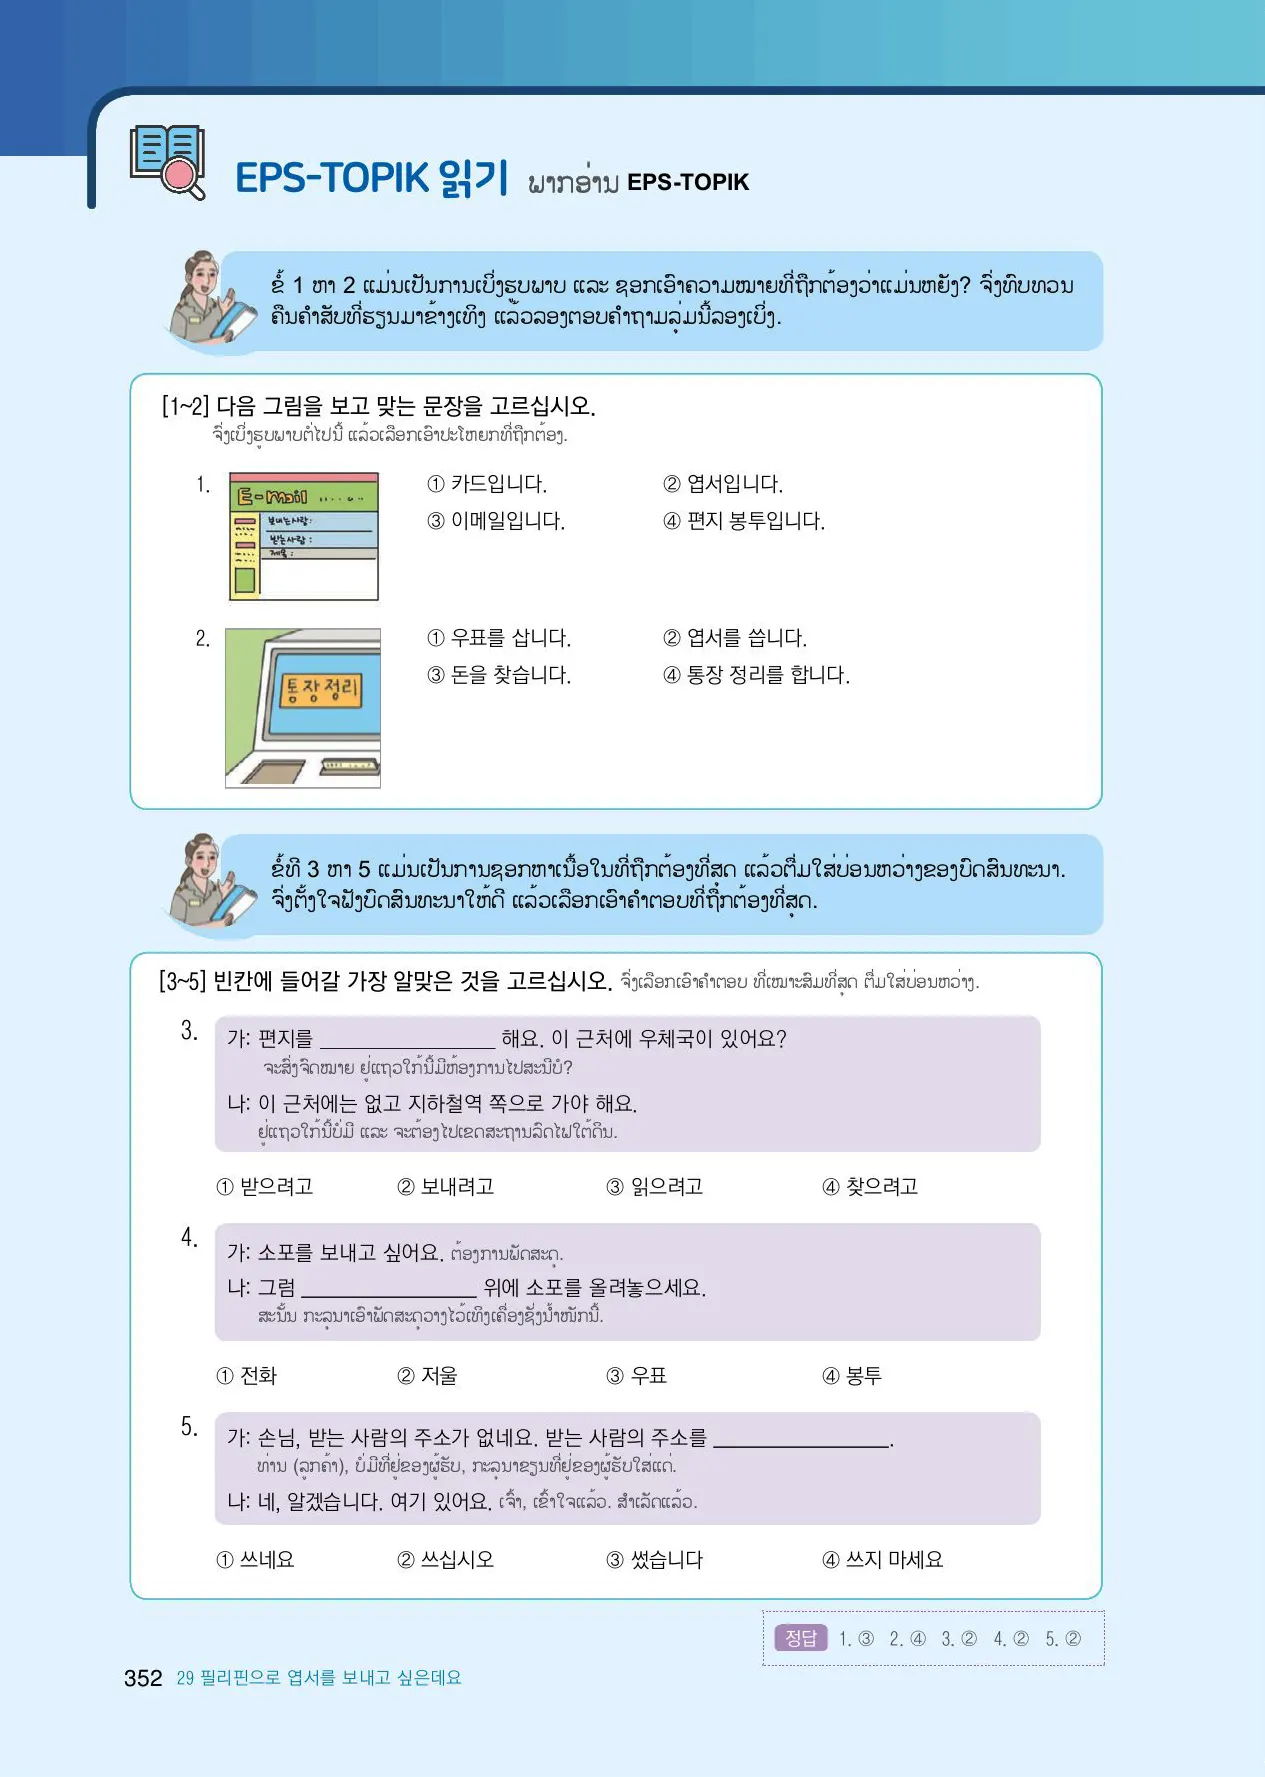 EPS-TOPIK 읽기 ພາກອ່ານ EPS-TOPIK
ຂໍ້ 1 ຫາ 2 ແມ່ນເປັນການເບິ່ງຮູບພາບ ແລະ ຊອກເອົາຄວາມໝາຍທີ່ຖືກຕ້ອງວ່າແມ່ນຫຍັງ? ຈົ່ງທົບທວນ
ຄືນຄຳສັບທີ່ຮຽນມາຂ້າງເທິງ ແລ້ວລອງຕອບຄຳຖາມລຸ່ມນີ້ລອງເບິ່ງ.
[1~2] 다음 그림을 보고 맞는 문장을 고르십시오.
ຈົ່ງເບິ່ງຮູບພາບຕໍ່ໄປນີ້ ແລ້ວເລືອກເອົາປະໂຫຍກທີ່ຖືກຕ້ອງ.
1.
E-mail
보내는사람:
받는사람:
제목:
① 카드입니다. ② 엽서입니다.
③ 이메일입니다. ④ 편지 봉투입니다.
2.
통장정리
① 우표를 삽니다. ② 엽서를 씁니다.
③ 돈을 찾습니다. ④ 통장 정리를 합니다.
ຂໍ້ທີ 3 ຫາ 5 ແມ່ນເປັນການຊອກຫາເນື້ອໃນທີ່ຖືກຕ້ອງທີ່ສຸດ ແລ້ວຕື່ມໃສ່ບ່ອນຫວ່າງຂອງບົດສົນທະນາ.
ຈົ່ງຕັ້ງໃຈຟັງບົດສົນທະນາໃຫ້ດີ ແລ້ວເລືອກເອົາຄຳຕອບທີ່ຖືກຕ້ອງທີ່ສຸດ.
[3~5] 빈칸에 들어갈 가장 알맞은 것을 고르십시오. ຈົ່ງເລືອກເອົາຄຳຕອບ ທີ່ເໝາະສົມທີ່ສຸດ ຕື່ມໃສ່ບ່ອນຫວ່າງ.
3.
가: 편지를 ________________ 해요. 이 근처에 우체국이 있어요?
ຈະສົ່ງຈົດໝາຍ ຢູ່ແຖວໃກ້ນີ້ມີຫ້ອງການໄປສະນີບໍ?
나: 이 근처에는 없고 지하철역 쪽으로 가야 해요.
ຢູ່ແຖວໃກ້ນີ້ບໍ່ມີ ແລະ ຈະຕ້ອງໄປເຂດສະຖານລົດໄຟໃຕ້ດິນ.
① 받으려고 ② 보내려고 ③ 읽으려고 ④ 찾으려고
4.
가: 소포를 보내고 싶어요. ຕ້ອງການພັດສະດຸ.
나: 그럼 ________________ 위에 소포를 올려놓으세요.
ສະນັ້ນ ກະລຸນາເອົາພັດສະດຸວາງໄວ້ເທິງເຄື່ອງຊັ່ງນ້ຳໜັກນີ້.
① 전화 ② 저울 ③ 우표 ④ 봉투
5.
가: 손님, 받는 사람의 주소가 없네요. 받는 사람의 주소를 ________________.
ທ່ານ (ລູກຄ້າ), ບໍ່ມີທີ່ຢູ່ຂອງຜູ້ຮັບ, ກະລຸນາຂຽນທີ່ຢູ່ຂອງຜູ້ຮັບໃສ່ແດ່.
나: 네, 알겠습니다. 여기 있어요. ເຈົ້າ, ເຂົ້າໃຈແລ້ວ. ສຳເລັດແລ້ວ.
① 쓰네요 ② 쓰십시오 ③ 썼습니다 ④ 쓰지 마세요
정답 1. ③ 2. ④ 3. ② 4. ② 5. ②
352 29 필리핀으로 엽서를 보내고 싶은데요